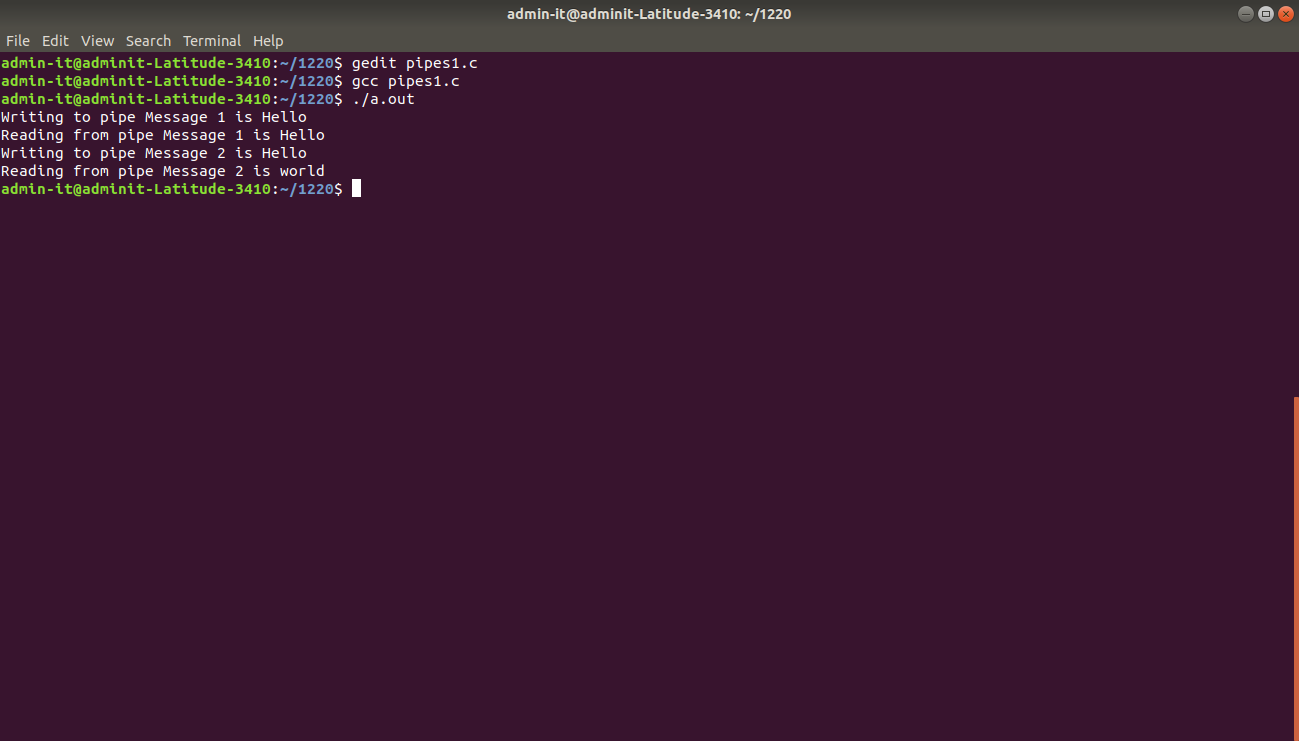 admin-it@adminit-Latitude-3410: ~/1220
File Edit View Search Terminal Help
admin-it@adminit-Latitude-3410:~/1220$ gedit pipes1.c
admin-it@adminit-Latitude-3410:~/1220$ gcc pipes1.c
admin-it@adminit-Latitude-3410:~/1220$ ./a.out
Writing to pipe Message 1 is Hello
Reading from pipe Message 1 is Hello
Writing to pipe Message 2 is Hello
Reading from pipe Message 2 is world
admin-it@adminit-Latitude-3410:~/1220$